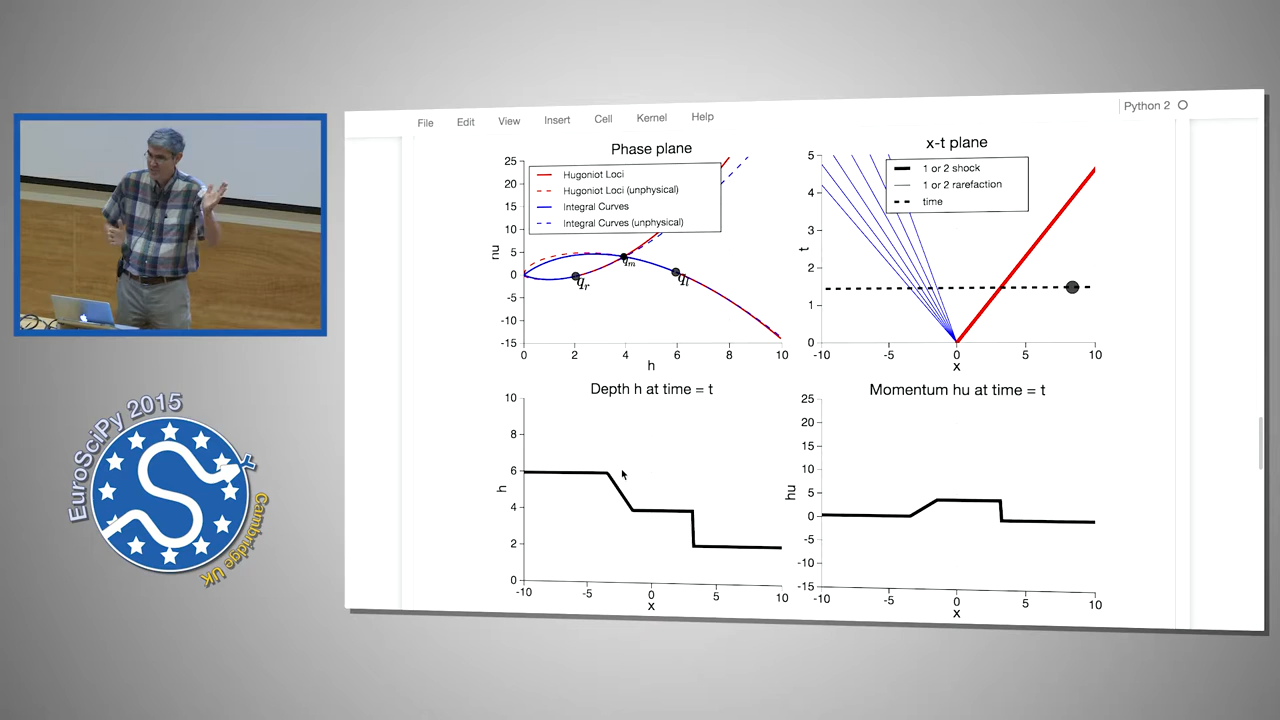 File Edit View Insert Cell Kernel Help
Python 2
Phase plane
25
20
15
10
5
0
-5
-10
-15
hu
Hugoniot Loci
Hugoniot Loci (unphysical)
Integral Curves
Integral Curves (unphysical)
qm
qr
ql
0 2 4 6 8 10
h
x-t plane
5
4
3
2
1
0
t
1 or 2 shock
1 or 2 rarefaction
time
-10 -5 0 5 10
x
Depth h at time = t
10
8
6
4
2
0
h
-10 -5 0 5 10
x
Momentum hu at time = t
25
20
15
10
5
0
-5
-10
-15
hu
-10 -5 0 5 10
x
EuroSciPy 2015
Cambridge UK